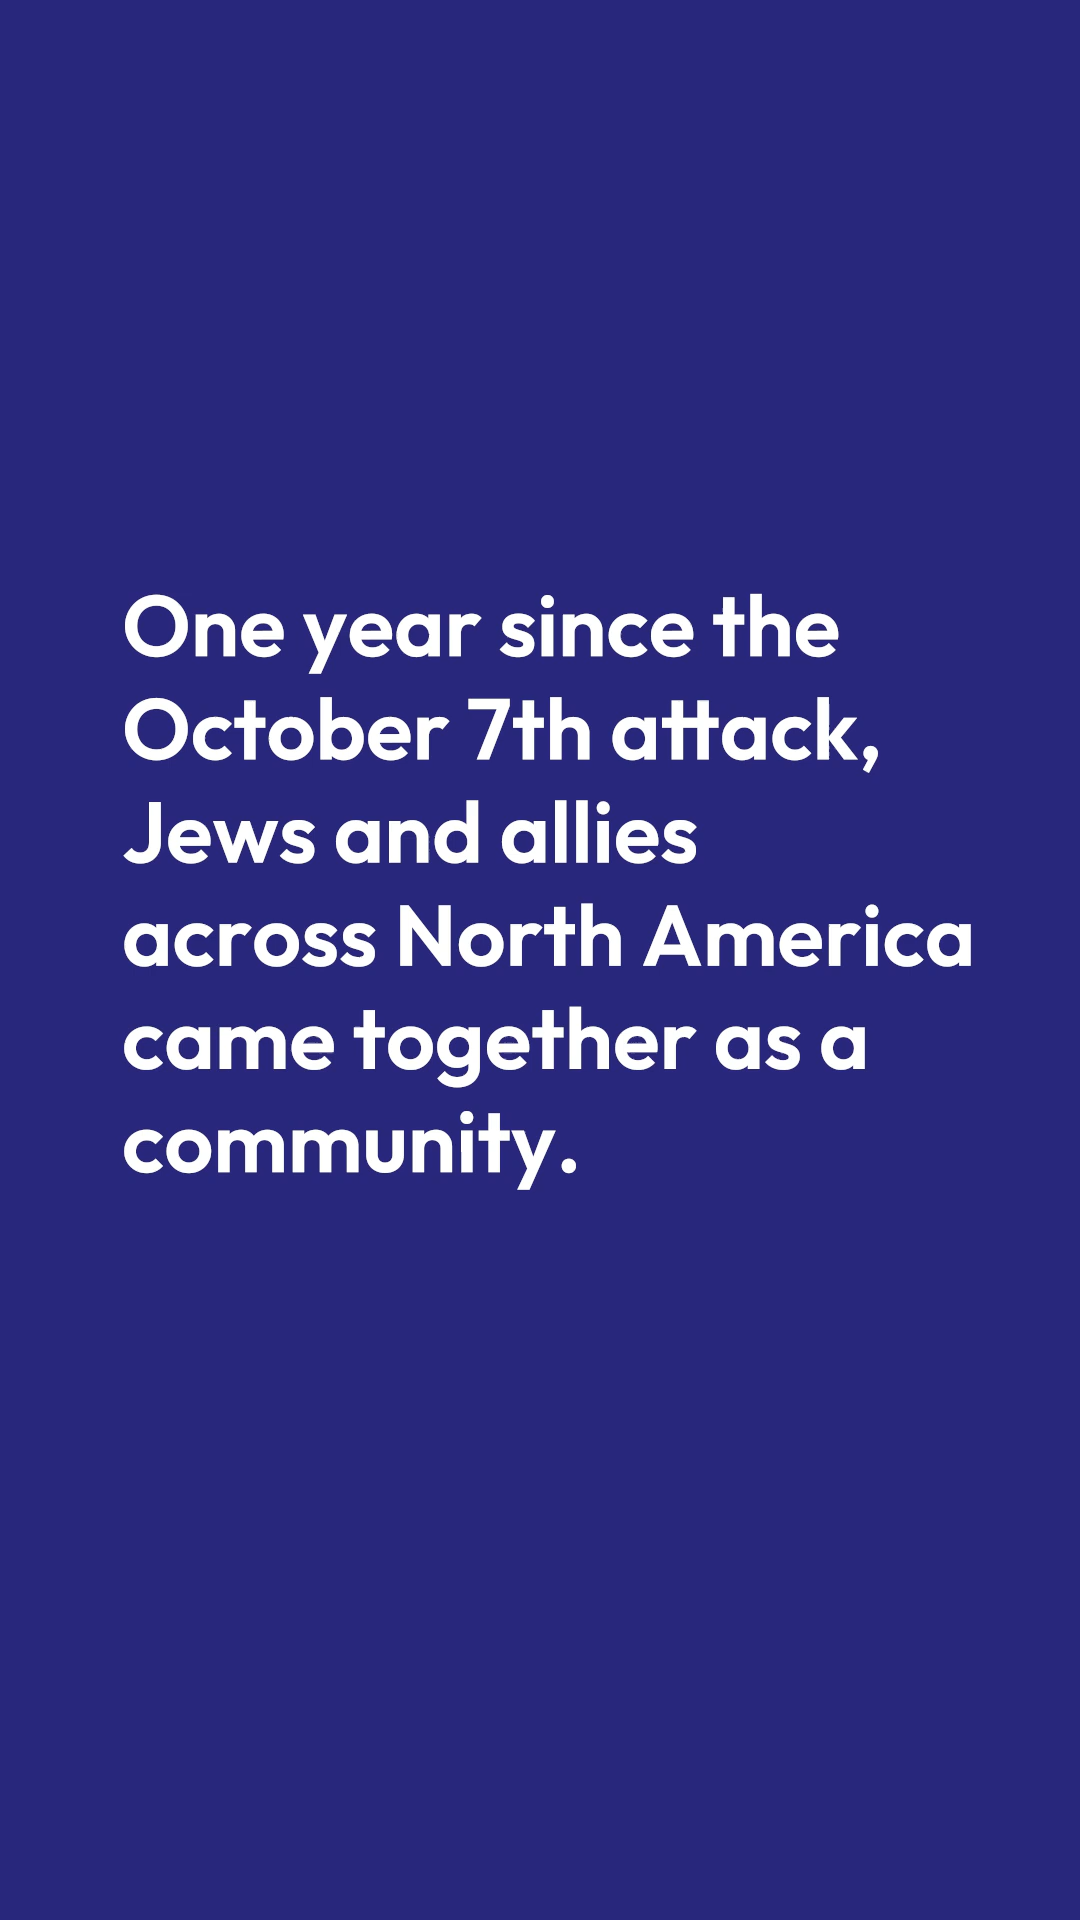 One year since the
October 7th attack,
Jews and allies
across North America
came together as a
community.